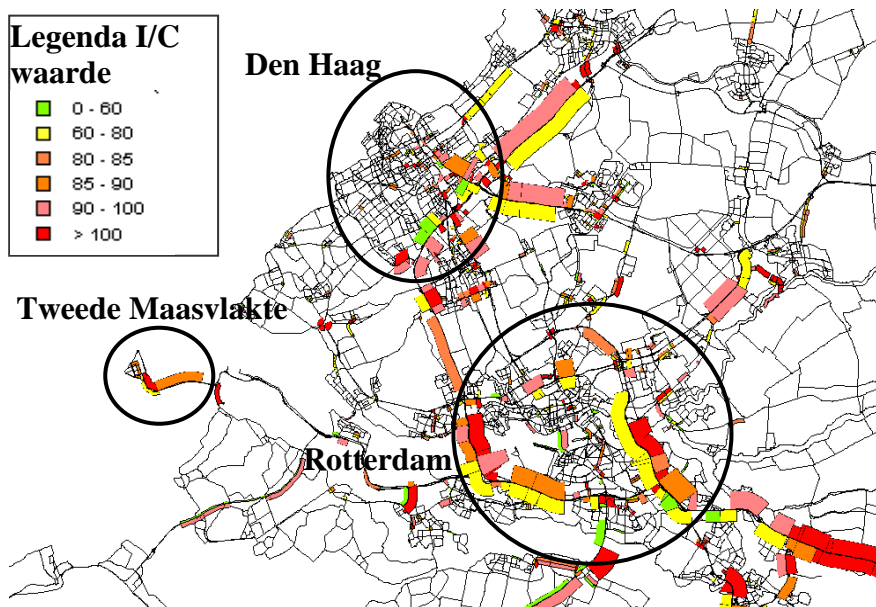 Legenda I/C
waarde
0 - 60
60 - 80
80 - 85
85 - 90
90 - 100
> 100
Den Haag
Tweede Maasvlakte
Rotterdam